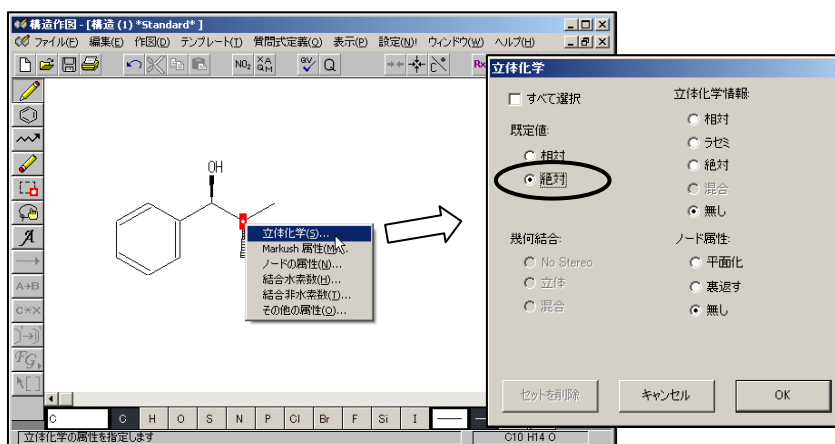 構造作図 - [構造 (1) *Standard* ]
ファイル(F) 編集(E) 作図(D) テンプレート(T) 質問式定義(Q) 表示(P) 設定(N)! ウィンドウ(W) ヘルプ(H)
NO₂ XA QM QV Q Rx
OH
立体化学(S)...
Markush 属性(M)...
ノードの属性(N)...
結合水素数(H)...
結合非水素数(T)...
その他の属性(O)...
A
A→B
C×X
FG,
C C H O S N P Cl Br F Si I
立体化学の属性を指定します C10 H14 O
立体化学
すべて選択
既定値:
相対
絶対
幾何結合:
No Stereo
立体
混合
立体化学情報:
相対
ラセミ
絶対
混合
無し
ノード属性:
平面化
裏返す
無し
セットを削除 キャンセル OK